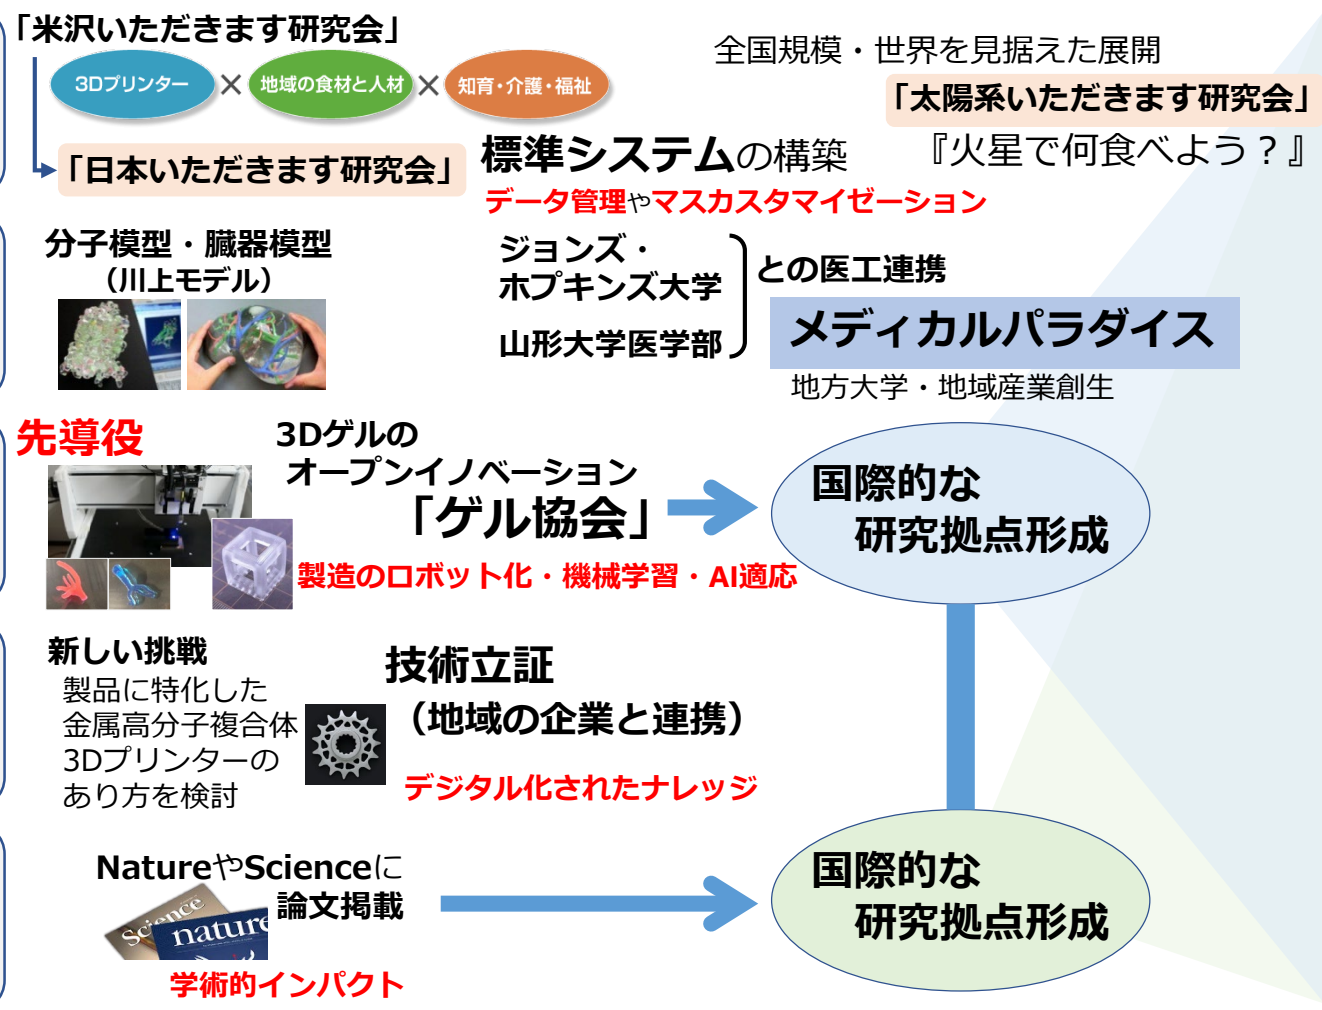 「米沢いただきます研究会」
3Dプリンター×地域の食材と人材×知育・介護・福祉
「日本いただきます研究会」
標準システムの構築
データ管理やマスカスタマイゼーション
全国規模・世界を見据えた展開
「太陽系いただきます研究会」
『火星で何食べよう？』
分子模型・臓器模型
（川上モデル）
ジョンズ・
ホプキンズ大学
山形大学医学部
との医工連携
メディカルパラダイス
地方大学・地域産業創生
先導役
3Dゲルの
オープンイノベーション
「ゲル協会」
製造のロボット化・機械学習・AI適応
国際的な
研究拠点形成
新しい挑戦
製品に特化した
金属高分子複合体
3Dプリンターの
あり方を検討
技術立証
（地域の企業と連携）
デジタル化されたナレッジ
NatureやScienceに
論文掲載
Science
nature
学術的インパクト
国際的な
研究拠点形成